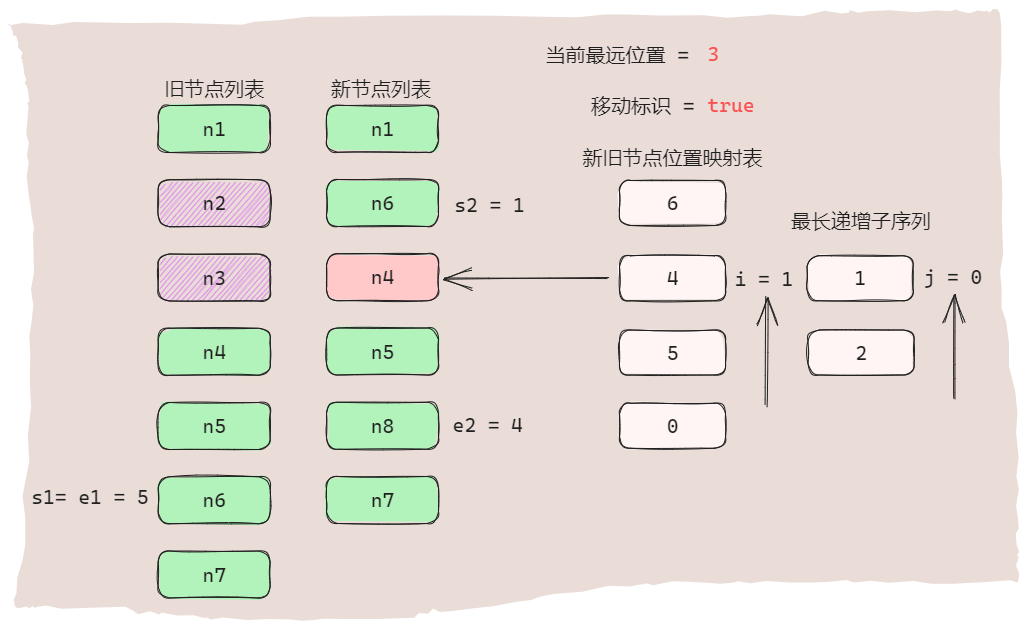 当前最远位置 = 3
移动标识 = true
旧节点列表
n1
n2
n3
n4
n5
s1= e1 = 5
n6
n7
新节点列表
n1
n6
s2 = 1
n4
n5
n8
e2 = 4
n7
新旧节点位置映射表
6
4
i = 1
5
0
最长递增子序列
1
j = 0
2